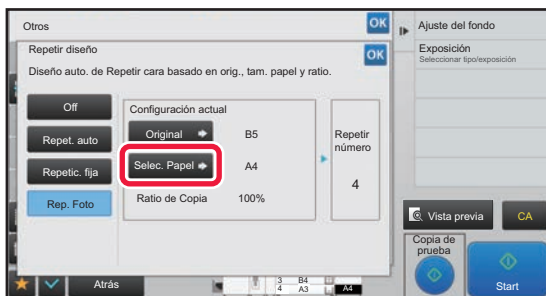 Otros
OK
Repetir diseño
OK
Diseño auto. de Repetir cara basado en orig., tam. papel y ratio.
Off
Repet. auto
Repetic. fija
Rep. Foto
Configuración actual
Original
B5
Selec. Papel
A4
Ratio de Copia
100%
Repetir
número
4
Atrás
3 B4
4 A3
A4
Ajuste del fondo
Exposición
Seleccionar tipo/exposición
Vista previa
CA
Copia de
prueba
Start